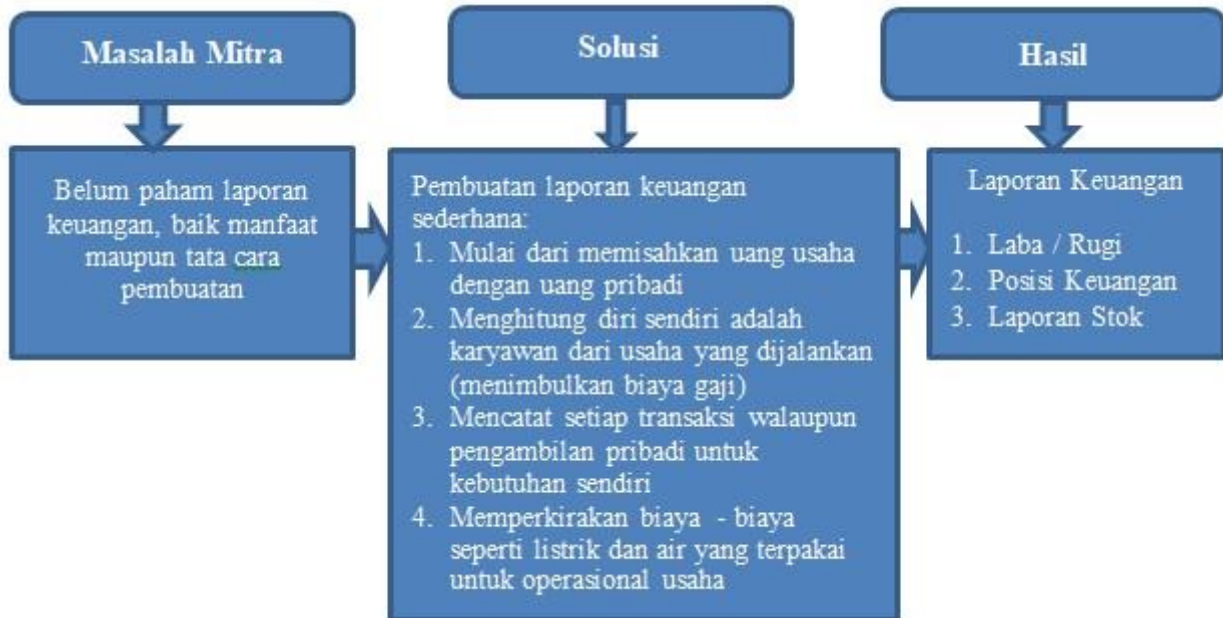 Masalah Mitra
Solusi
Hasil
Belum paham laporan
keuangan, baik manfaat
maupun tata cara
pembuatan
Pembuatan laporan keuangan
sederhana:
1. Mulai dari memisahkan uang usaha
dengan uang pribadi
2. Menghitung diri sendiri adalah
karyawan dari usaha yang dijalankan
(menimbulkan biaya gaji)
3. Mencatat setiap transaksi walaupun
pengambilan pribadi untuk
kebutuhan sendiri
4. Memperkirakan biaya - biaya
seperti listrik dan air yang terpakai
untuk operasional usaha
Laporan Keuangan
1. Laba / Rugi
2. Posisi Keuangan
3. Laporan Stok